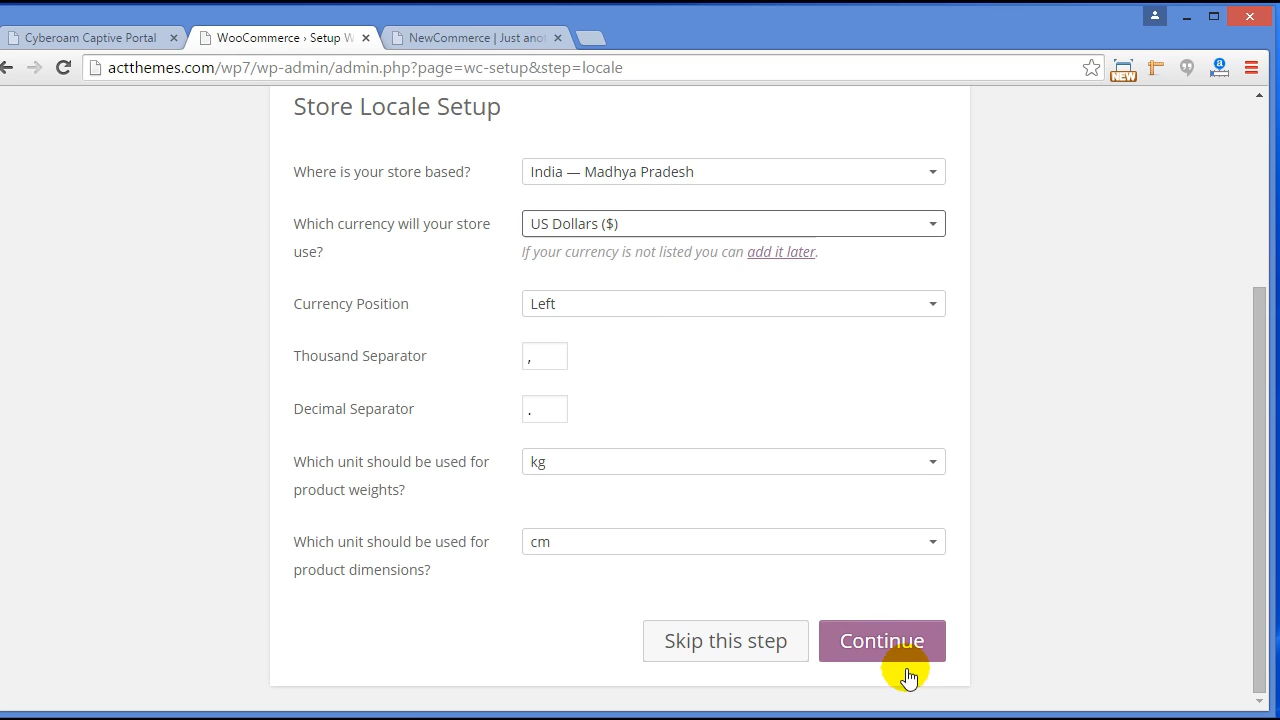 Cyberoam Captive Portal
WooCommerce › Setup W
NewCommerce | Just ano
actthemes.com/wp7/wp-admin/admin.php?page=wc-setup&step=locale
NEW
a
Store Locale Setup
Where is your store based?
India — Madhya Pradesh
Which currency will your store
use?
US Dollars ($)
If your currency is not listed you can add it later.
Currency Position
Left
Thousand Separator
,
Decimal Separator
.
Which unit should be used for
product weights?
kg
Which unit should be used for
product dimensions?
cm
Skip this step
Continue